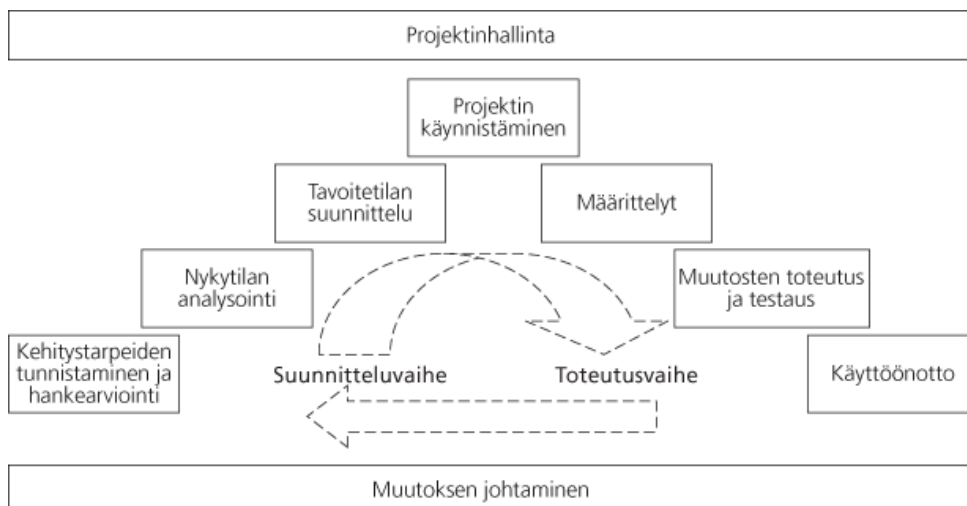 Projektinhallinta
Projektin
käynnistäminen
Tavoitetilan
suunnittelu
Määrittelyt
Nykytilan
analysointi
Muutosten toteutus
ja testaus
Kehitystarpeiden
tunnistaminen ja
hankearviointi
Suunnitteluvaihe
Toteutusvaihe
Käyttöönotto
Muutoksen johtaminen